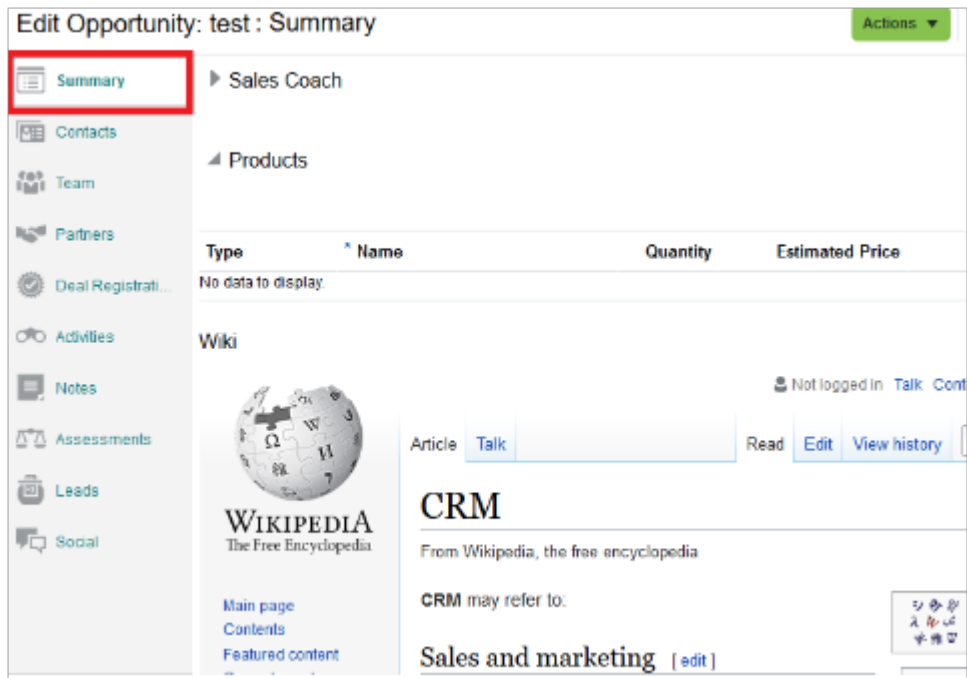 Edit Opportunity: test : Summary
Actions
Summary
Contacts
Team
Partners
Deal Registrati...
Activities
Notes
Assessments
Leads
Social
Sales Coach
Products
Type * Name Quantity Estimated Price
No data to display.
Wiki
Not logged in Talk Cont
Article Talk Read Edit View history
WIKIPEDIA
The Free Encyclopedia
Main page
Contents
Featured content
CRM
From Wikipedia, the free encyclopedia
CRM may refer to:
Sales and marketing [ edit ]